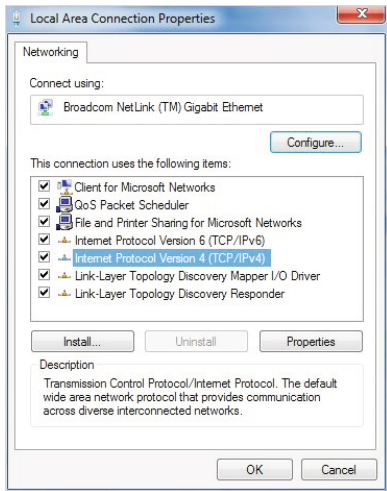 Local Area Connection Properties
Networking
Connect using:
Broadcom NetLink (TM) Gigabit Ethernet
Configure...
This connection uses the following items:
Client for Microsoft Networks
QoS Packet Scheduler
File and Printer Sharing for Microsoft Networks
Internet Protocol Version 6 (TCP/IPv6)
Internet Protocol Version 4 (TCP/IPv4)
Link-Layer Topology Discovery Mapper I/O Driver
Link-Layer Topology Discovery Responder
Install...
Uninstall
Properties
Description
Transmission Control Protocol/Internet Protocol. The default
wide area network protocol that provides communication
across diverse interconnected networks.
OK
Cancel